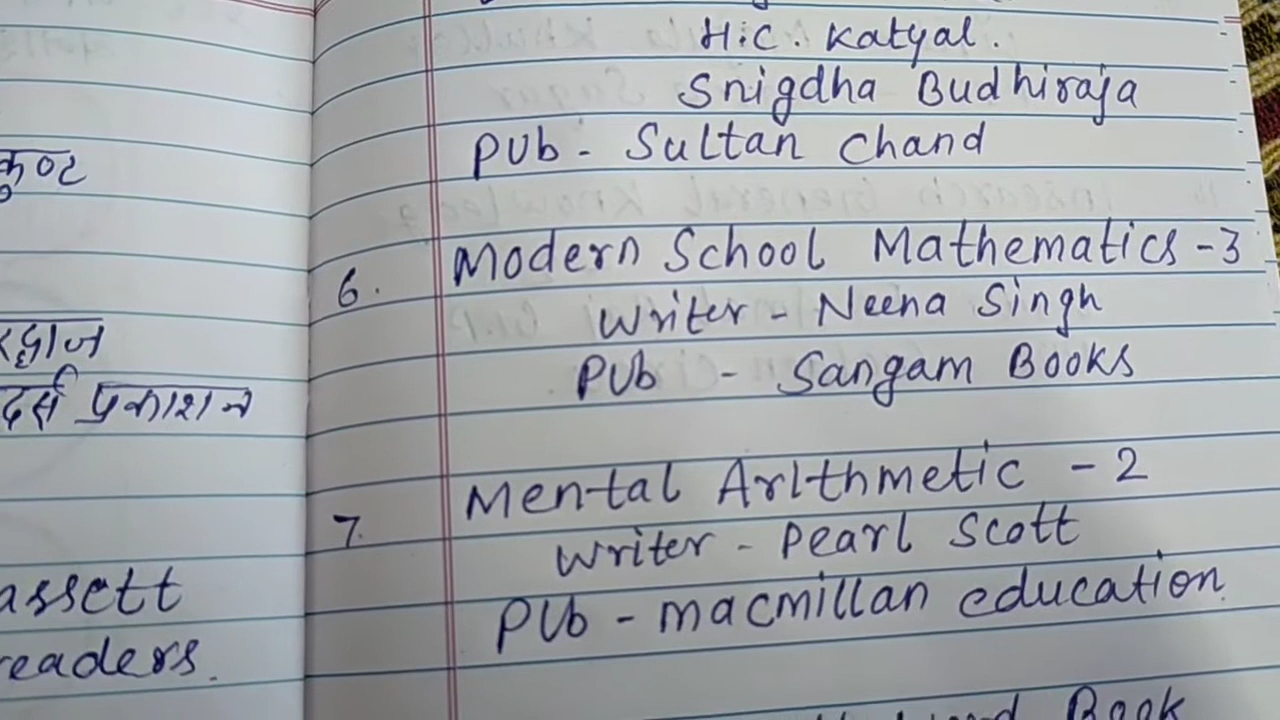 कुण्ट
प्रकाशन
assett
readers.
H.C. Katyal.
Snigdha Budhiraja
PUb - Sultan Chand
6. Modern School Mathematics - 3
Writer - Neena Singh
PUb - Sangam Books
7. Mental Arithmetic - 2
Writer - Pearl Scott
PUb - macmillan education.
Book